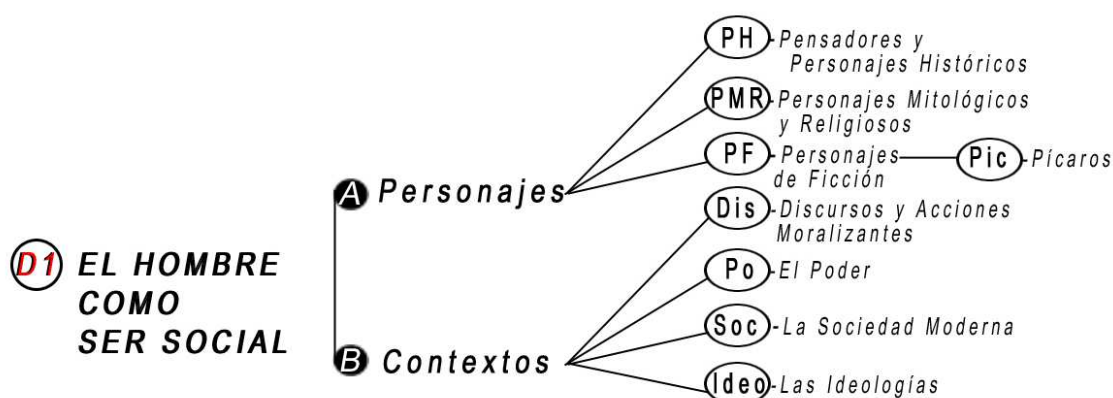 D1 EL HOMBRE
COMO
SER SOCIAL
A Personajes
PH - Pensadores y
Personajes Históricos
PMR - Personajes Mitológicos
y Religiosos
PF - Personajes
de Ficción
Pic - Pícaros
B Contextos
Dis - Discursos y Acciones
Moralizantes
Po - El Poder
Soc - La Sociedad Moderna
Ideo - Las Ideologías